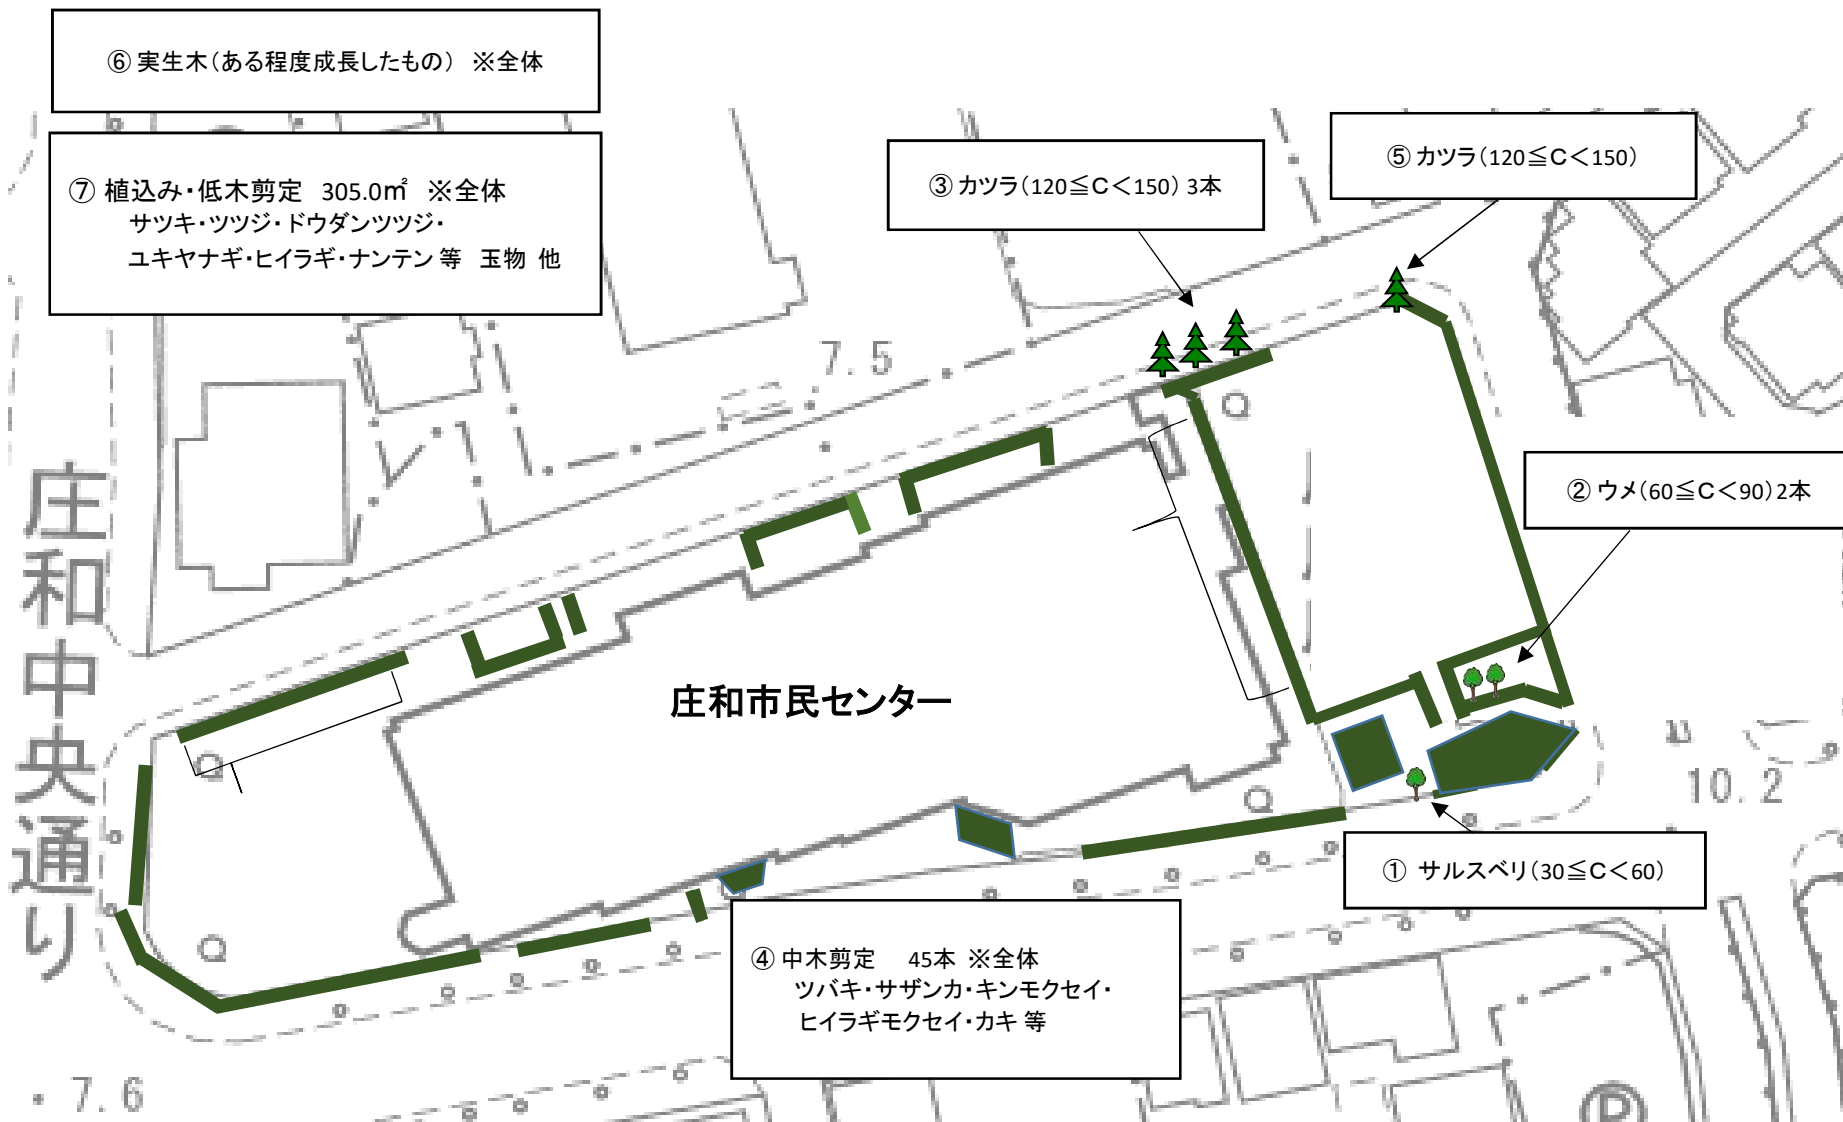 ⑥ 実生木（ある程度成長したもの） ※全体
⑦ 植込み・低木剪定 305.0㎡ ※全体
サツキ・ツツジ・ドウダンツツジ・
ユキヤナギ・ヒイラギ・ナンテン 等 玉物 他
③ カツラ（120≦C＜150）3本
⑤ カツラ（120≦C＜150）
7.5
② ウメ（60≦C＜90）2本
庄和中央通り
庄和市民センター
10.2
① サルスベリ（30≦C＜60）
④ 中木剪定 45本 ※全体
ツバキ・サザンカ・キンモクセイ・
ヒイラギモクセイ・カキ 等
7.6
Ⓟ